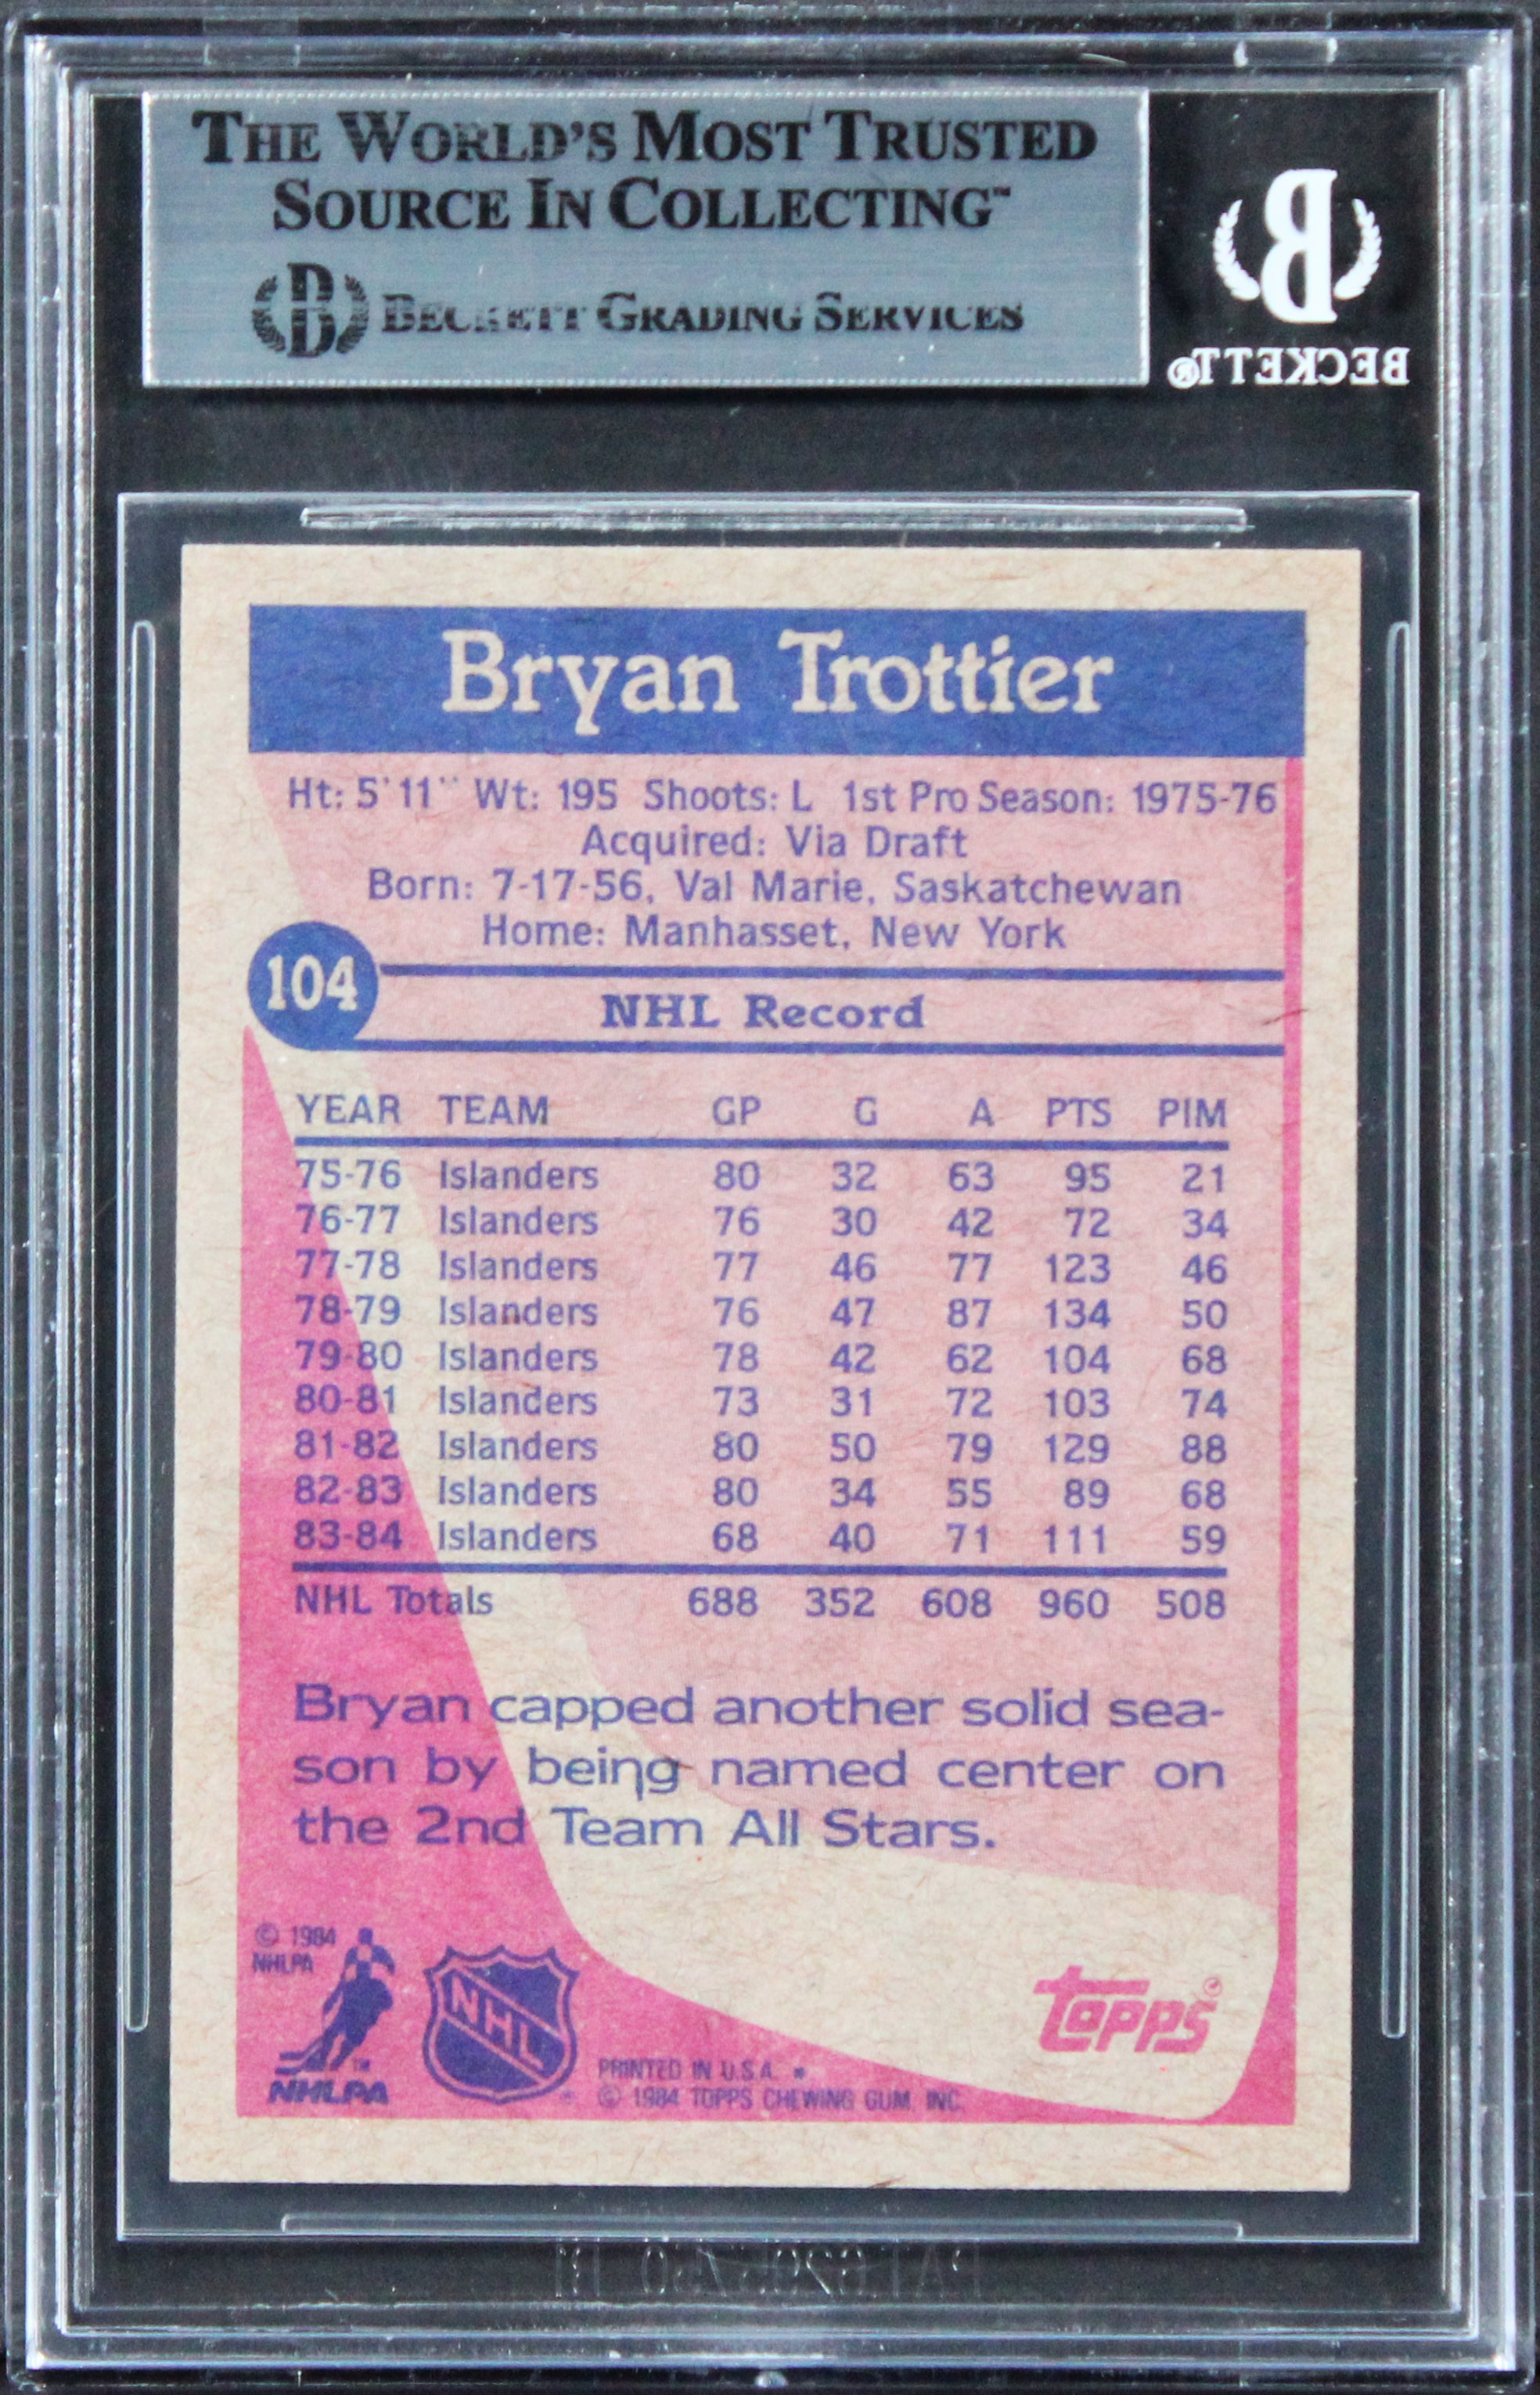 THE WORLD'S MOST TRUSTED
SOURCE IN COLLECTING™
B BECKETT GRADING SERVICES
B
BECKETT®
Bryan Trottier
Ht: 5'11" Wt: 195 Shoots: L 1st Pro Season: 1975-76
Acquired: Via Draft
Born: 7-17-56, Val Marie, Saskatchewan
Home: Manhasset, New York
104
NHL Record
YEAR TEAM GP G A PTS PIM
75-76 Islanders 80 32 63 95 21
76-77 Islanders 76 30 42 72 34
77-78 Islanders 77 46 77 123 46
78-79 Islanders 76 47 87 134 50
79-80 Islanders 78 42 62 104 68
80-81 Islanders 73 31 72 103 74
81-82 Islanders 80 50 79 129 88
82-83 Islanders 80 34 55 89 68
83-84 Islanders 68 40 71 111 59
NHL Totals 688 352 608 960 508
Bryan capped another solid sea-
son by being named center on
the 2nd Team All Stars.
© 1984
NHLPA
™
NHLPA
NHL
topps
PRINTED IN U.S.A. *
© 1984 TOPPS CHEWING GUM, INC.